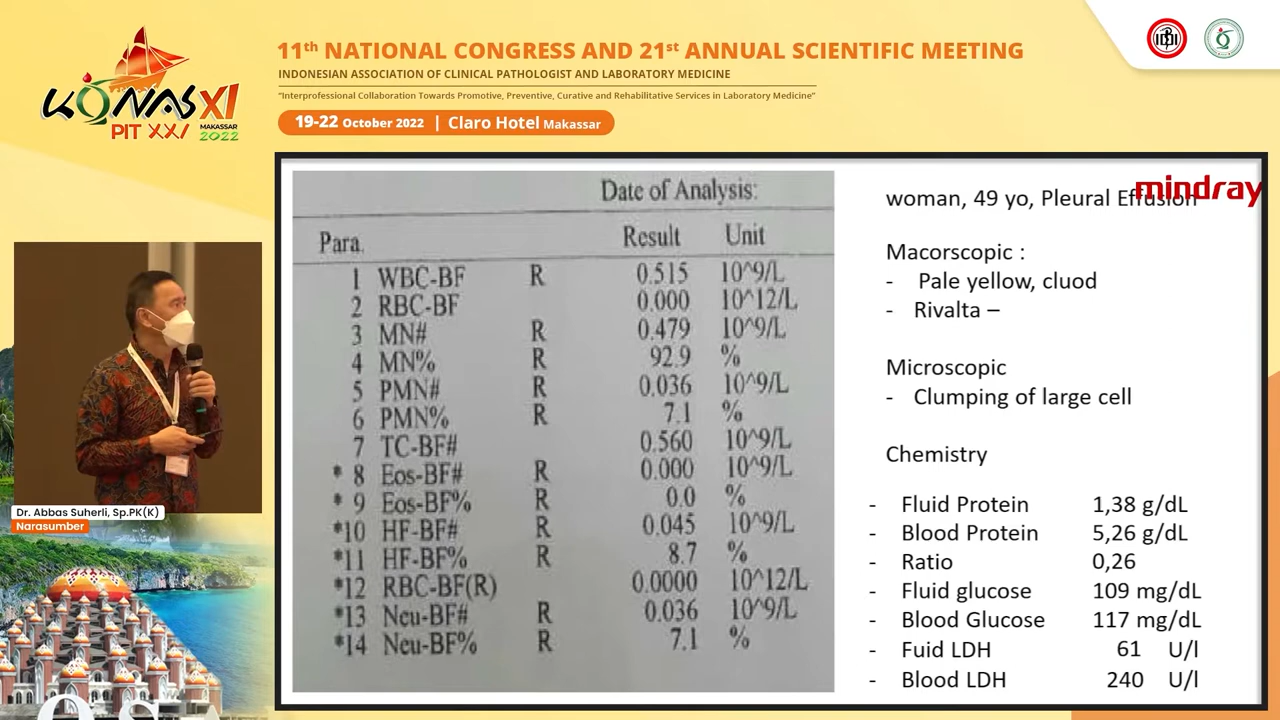 KONAS XI
PIT XXI
MAKASSAR
2022
11th NATIONAL CONGRESS AND 21st ANNUAL SCIENTIFIC MEETING
INDONESIAN ASSOCIATION OF CLINICAL PATHOLOGIST AND LABORATORY MEDICINE
"Interprofessional Collaboration Towards Promotive, Preventive, Curative and Rehabilitative Services in Laboratory Medicine"
19-22 October 2022 | Claro Hotel Makassar
Date of Analysis:
Para. Result Unit
1 WBC-BF R 0.515 10^9/L
2 RBC-BF 0.000 10^12/L
3 MN# R 0.479 10^9/L
4 MN% R 92.9 %
5 PMN# R 0.036 10^9/L
6 PMN% R 7.1 %
7 TC-BF# 0.560 10^9/L
* 8 Eos-BF# R 0.000 10^9/L
* 9 Eos-BF% R 0.0 %
*10 HF-BF# R 0.045 10^9/L
*11 HF-BF% R 8.7 %
*12 RBC-BF(R) 0.0000 10^12/L
*13 Neu-BF# R 0.036 10^9/L
*14 Neu-BF% R 7.1 %
mindray
woman, 49 yo, Pleural Effusion
Macorscopic :
- Pale yellow, cluod
- Rivalta –
Microscopic
- Clumping of large cell
Chemistry
- Fluid Protein 1,38 g/dL
- Blood Protein 5,26 g/dL
- Ratio 0,26
- Fluid glucose 109 mg/dL
- Blood Glucose 117 mg/dL
- Fuid LDH 61 U/l
- Blood LDH 240 U/l
Dr. Abbas Suherli, Sp.PK(K)
Narasumber